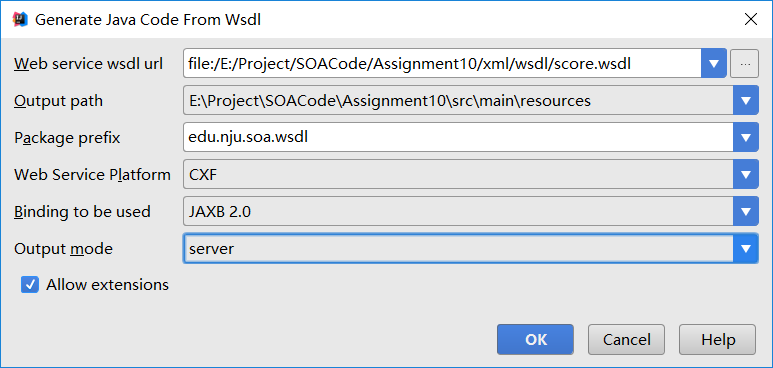 Generate Java Code From Wsdl
Web service wsdl url file:/E:/Project/SOACode/Assignment10/xml/wsdl/score.wsdl ...
Output path E:\Project\SOACode\Assignment10\src\main\resources
Package prefix edu.nju.soa.wsdl
Web Service Platform CXF
Binding to be used JAXB 2.0
Output mode server
Allow extensions
OK Cancel Help